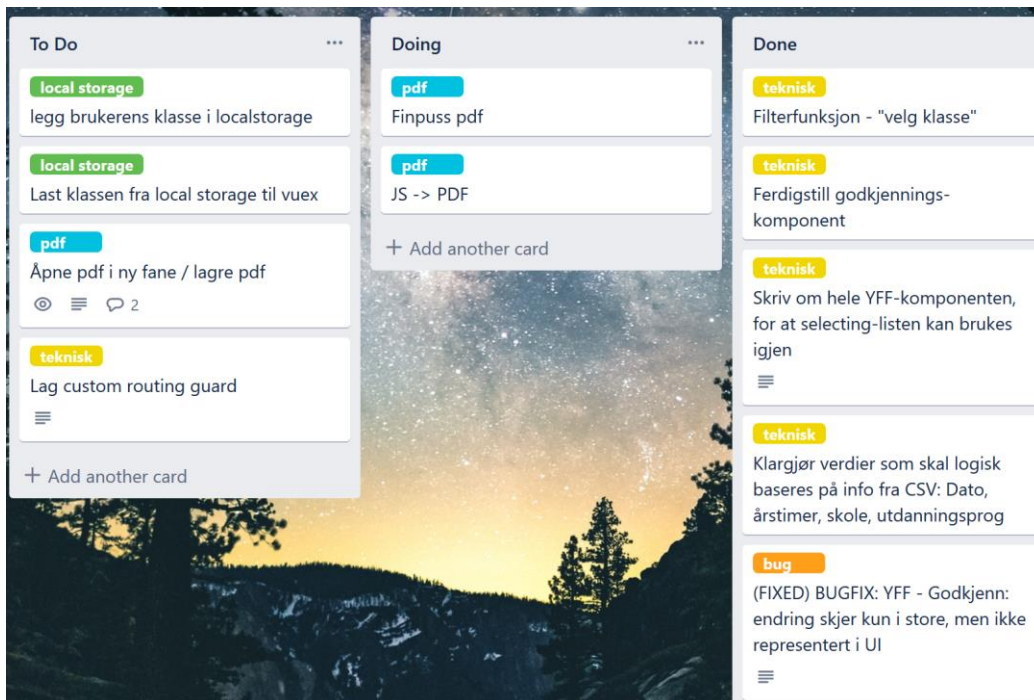 To Do
local storage
legg brukerens klasse i localstorage
local storage
Last klassen fra local storage til vuex
pdf
Åpne pdf i ny fane / lagre pdf
2
teknisk
Lag custom routing guard
+ Add another card
Doing
pdf
Finpuss pdf
pdf
JS -> PDF
+ Add another card
Done
teknisk
Filterfunksjon - "velg klasse"
teknisk
Ferdigstill godkjennings-
komponent
teknisk
Skriv om hele YFF-komponenten,
for at selecting-listen kan brukes
igjen
teknisk
Klargjør verdier som skal logisk
baseres på info fra CSV: Dato,
årstimer, skole, utdanningsprog
bug
(FIXED) BUGFIX: YFF - Godkjenn:
endring skjer kun i store, men ikke
representert i UI